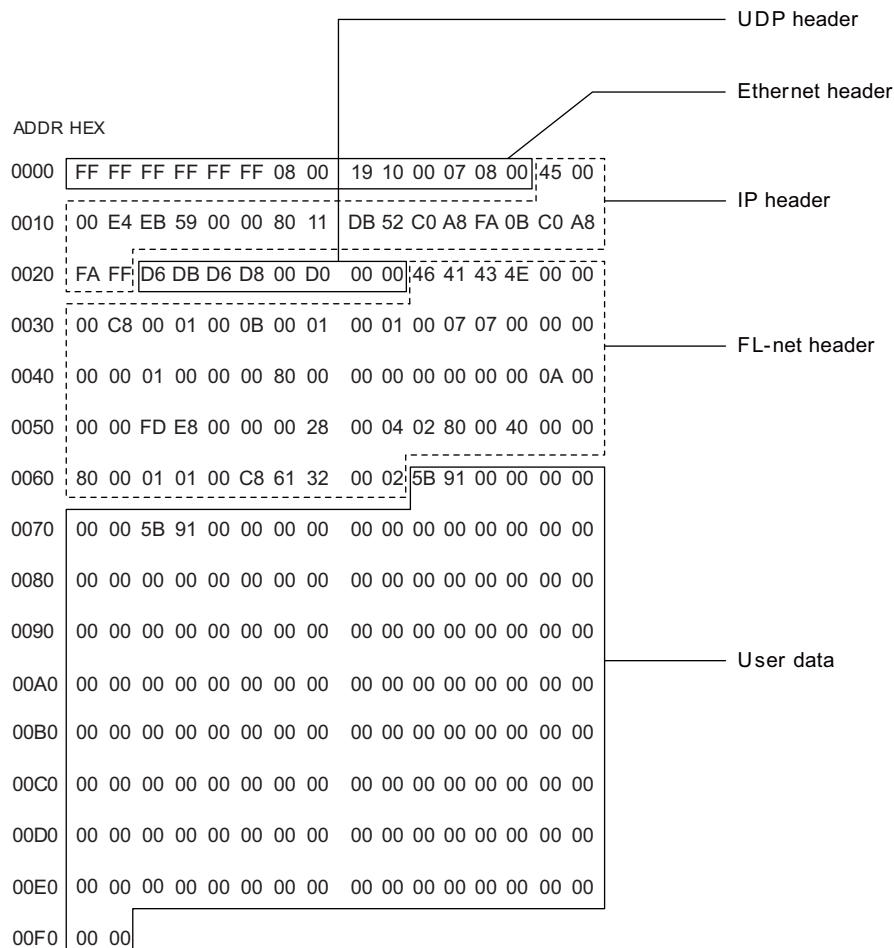 UDP header
Ethernet header
ADDR HEX
0000 FF FF FF FF FF FF 08 00 19 10 00 07 08 00 45 00
IP header
0010 00 E4 EB 59 00 00 80 11 DB 52 C0 A8 FA 0B C0 A8
0020 FA FF D6 DB D6 D8 00 D0 00 00 46 41 43 4E 00 00
0030 00 C8 00 01 00 0B 00 01 00 01 00 07 07 00 00 00
FL-net header
0040 00 00 01 00 00 00 80 00 00 00 00 00 00 00 0A 00
0050 00 00 FD E8 00 00 00 28 00 04 02 80 00 40 00 00
0060 80 00 01 01 00 C8 61 32 00 02 5B 91 00 00 00 00
0070 00 00 5B 91 00 00 00 00 00 00 00 00 00 00 00 00
0080 00 00 00 00 00 00 00 00 00 00 00 00 00 00 00 00
0090 00 00 00 00 00 00 00 00 00 00 00 00 00 00 00 00
User data
00A0 00 00 00 00 00 00 00 00 00 00 00 00 00 00 00 00
00B0 00 00 00 00 00 00 00 00 00 00 00 00 00 00 00 00
00C0 00 00 00 00 00 00 00 00 00 00 00 00 00 00 00 00
00D0 00 00 00 00 00 00 00 00 00 00 00 00 00 00 00 00
00E0 00 00 00 00 00 00 00 00 00 00 00 00 00 00 00 00
00F0 00 00